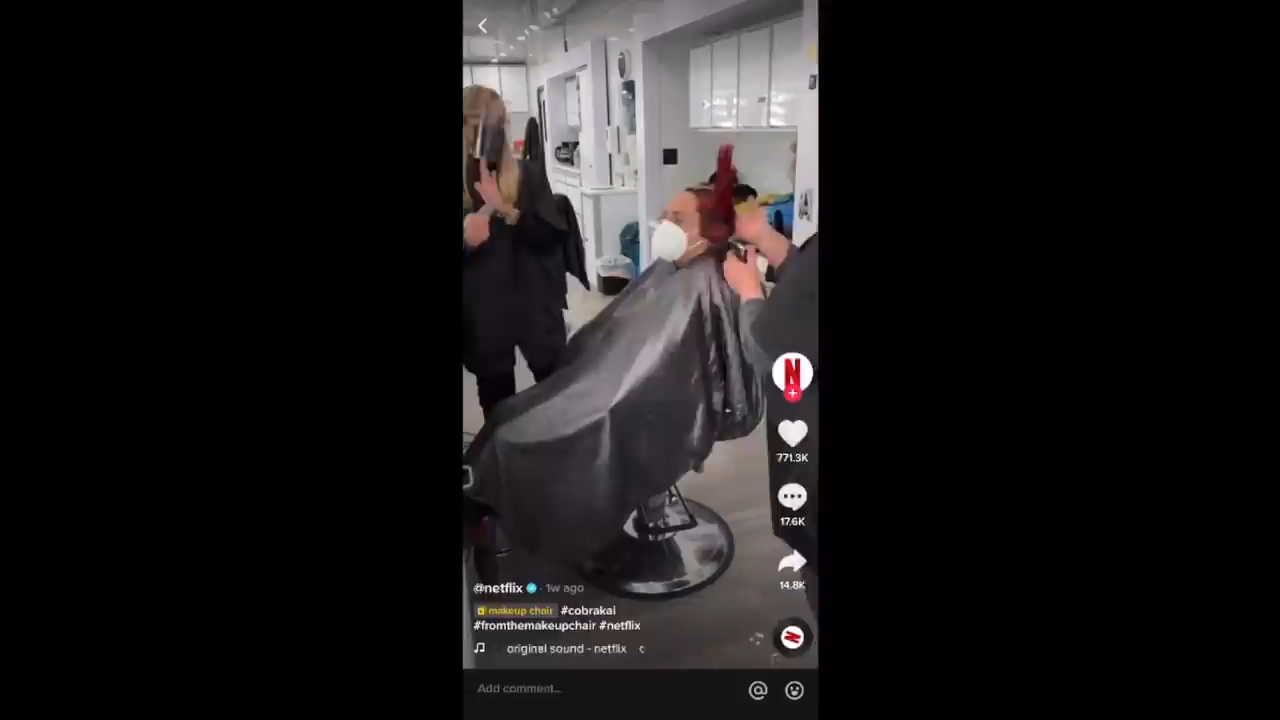 N
771.3K
17.6K
14.8K
@netflix · 1w ago
makeup chair #cobrakai
#fromthemakeupchair #netflix
original sound - netflix
Add comment...